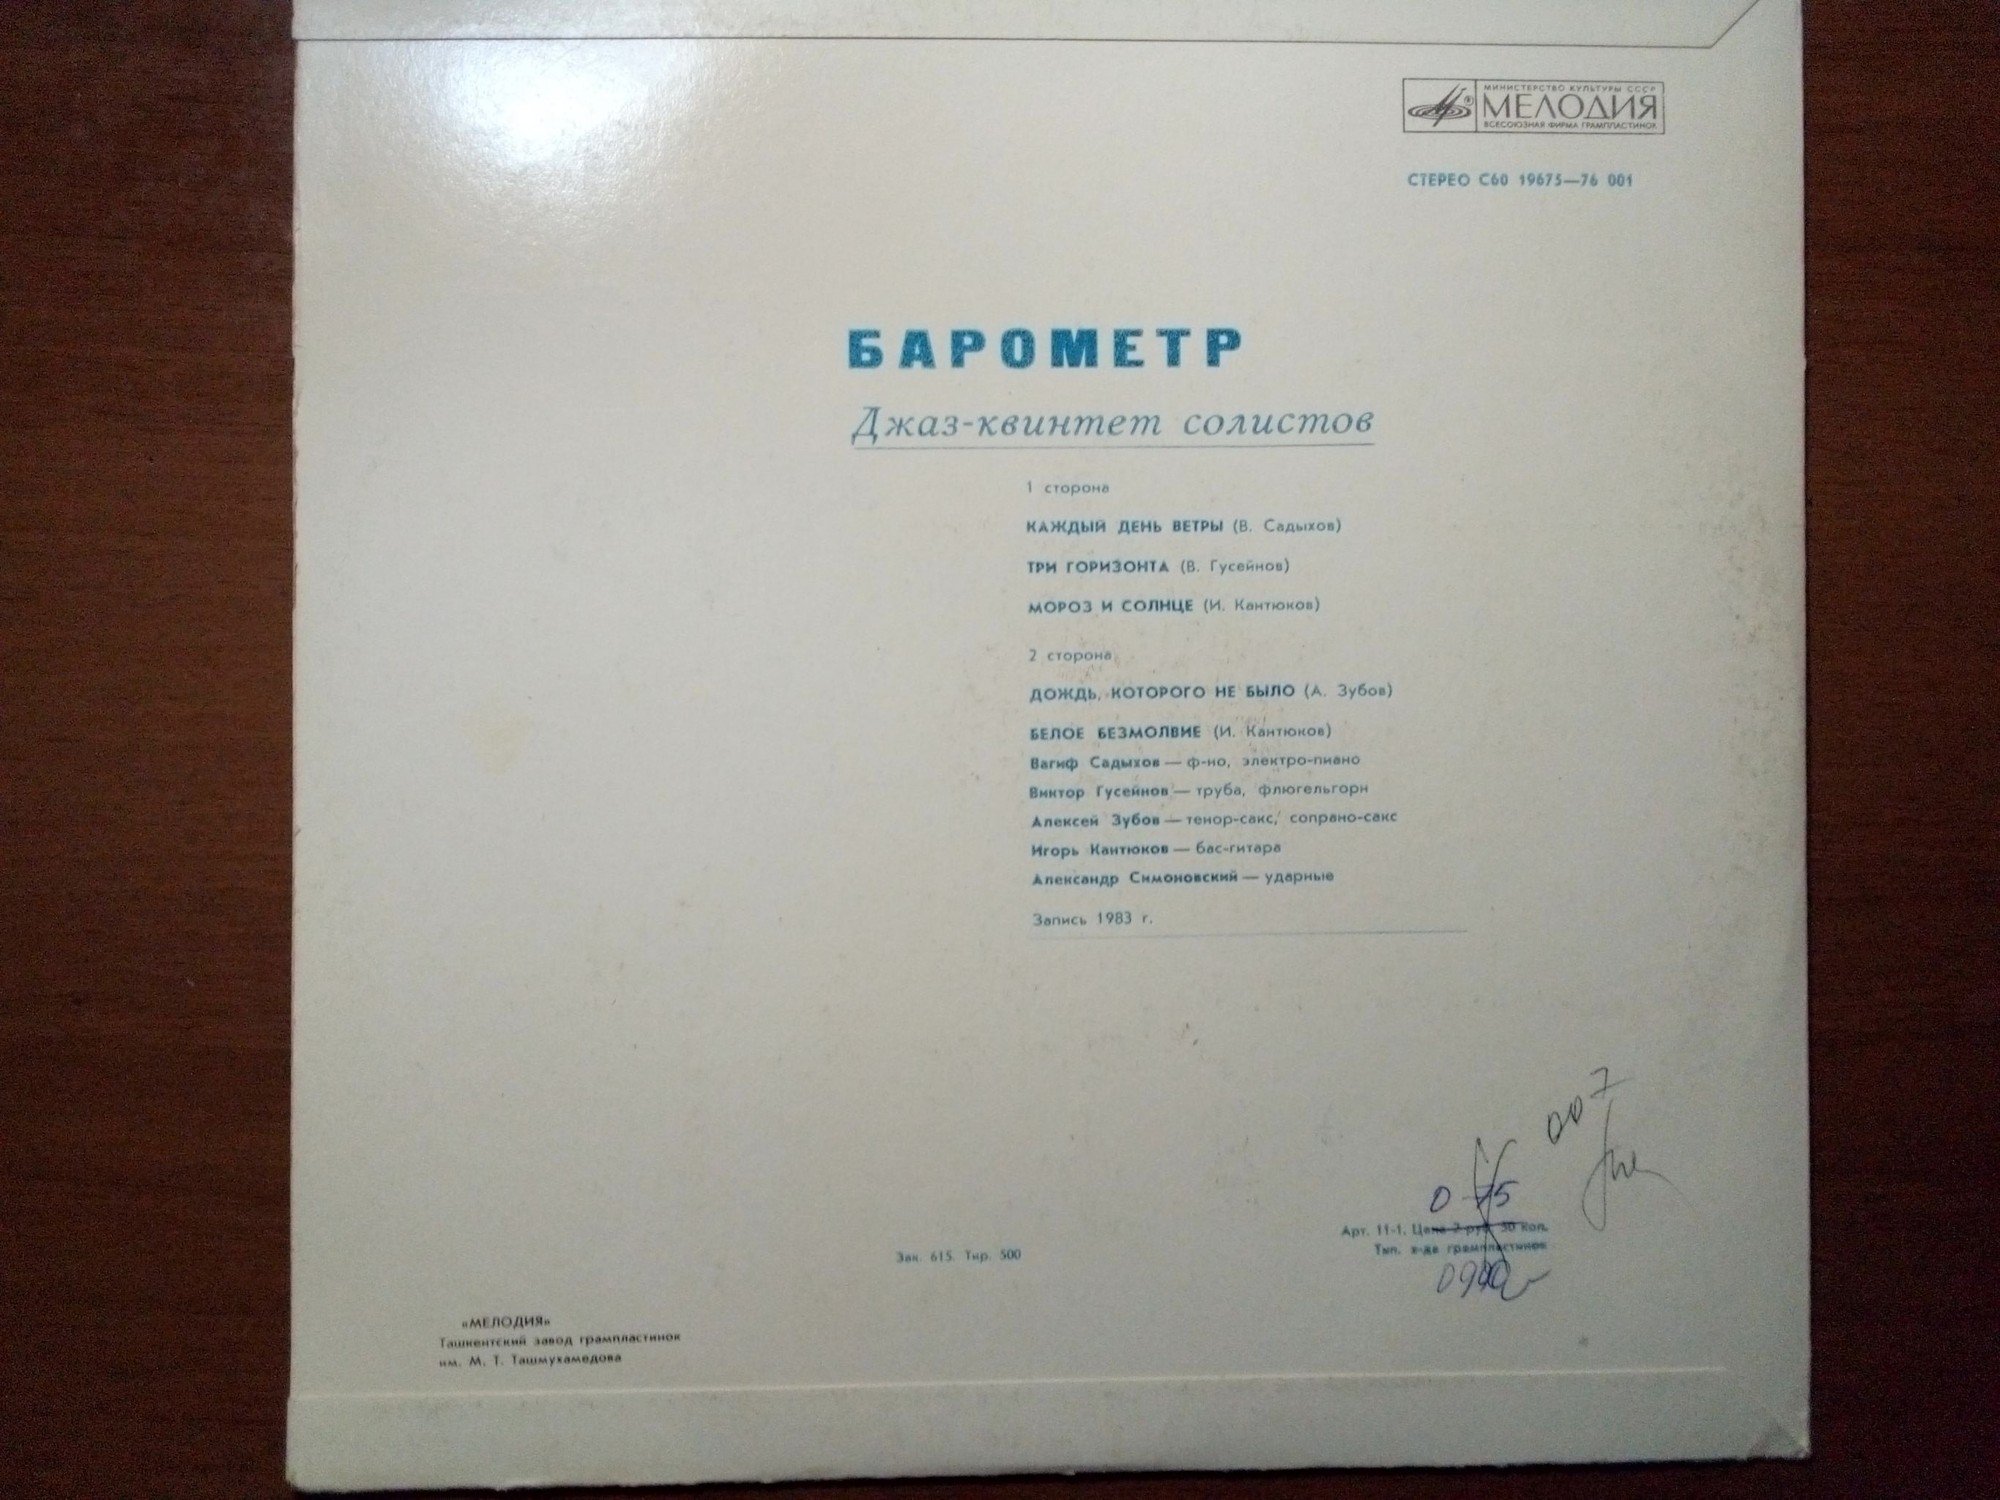 МИНИСТЕРСТВО КУЛЬТУРЫ СССР
МЕЛОДИЯ
ВСЕСОЮЗНАЯ ФИРМА ГРАМПЛАСТИНОК
СТЕРЕО С60 19675—76 001
БАРОМЕТР
Джаз-квинтет солистов
1 сторона
КАЖДЫЙ ДЕНЬ ВЕТРЫ (В. Садыхов)
ТРИ ГОРИЗОНТА (В. Гусейнов)
МОРОЗ И СОЛНЦЕ (И. Кантюков)
2 сторона
ДОЖДЬ, КОТОРОГО НЕ БЫЛО (А. Зубов)
БЕЛОЕ БЕЗМОЛВИЕ (И. Кантюков)
Вагиф Садыхов — ф-но, электро-пиано
Виктор Гусейнов — труба, флюгельгорн
Алексей Зубов — тенор-сакс, сопрано-сакс
Игорь Кантюков — бас-гитара
Александр Симоновский — ударные
Запись 1983 г.
007
0 75
Арт. 11-1. Цена 2 руб. 50 коп.
Тип. з-да грампластинок
Зак. 615. Тир. 500
«МЕЛОДИЯ»
Ташкентский завод грампластинок
им. М. Т. Ташмухамедова